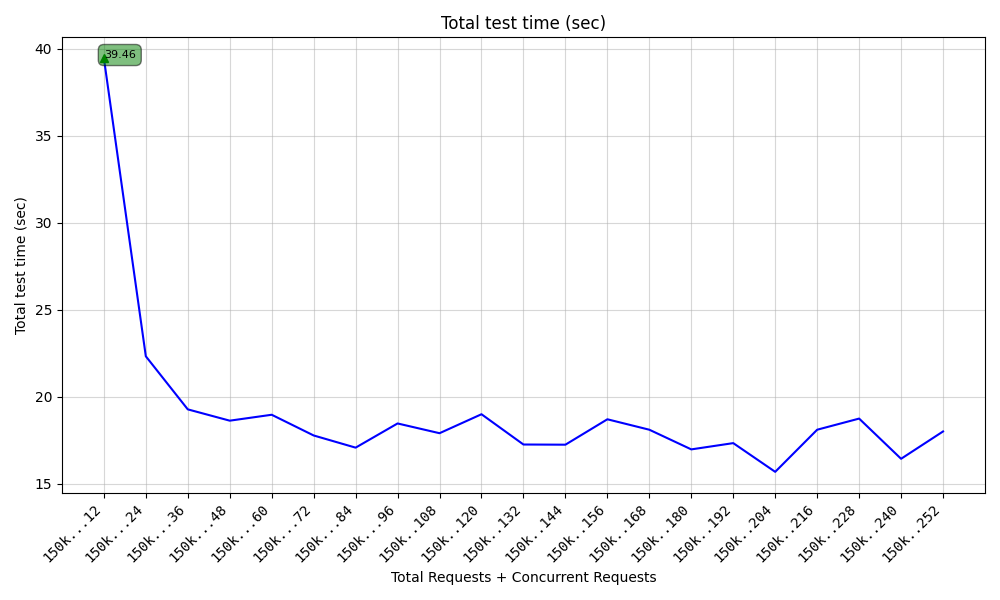 Total test time (sec)
39.46
40
35
30
25
20
15
Total test time (sec)
150k...12
150k...24
150k...36
150k...48
150k...60
150k...72
150k...84
150k...96
150k..108
150k..120
150k..132
150k..144
150k..156
150k..168
150k..180
150k..192
150k..204
150k..216
150k..228
150k..240
150k..252
Total Requests + Concurrent Requests